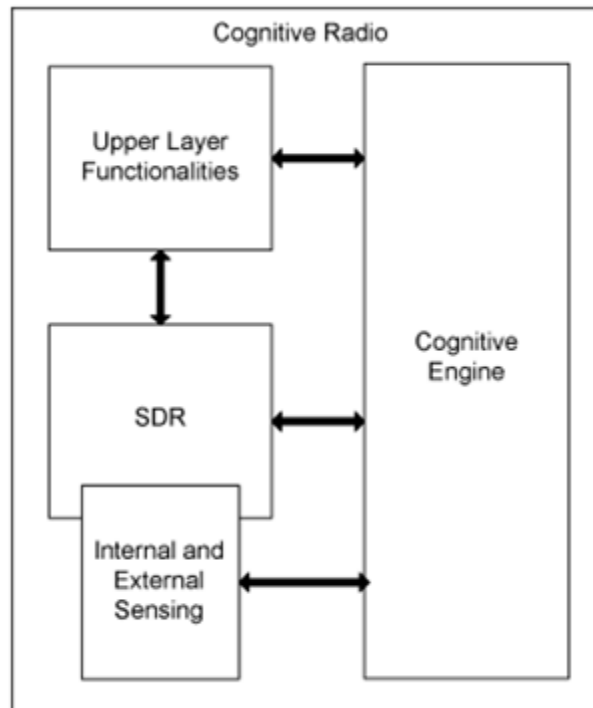 Cognitive Radio
Upper Layer
Functionalities
Cognitive
Engine
SDR
Internal and
External
Sensing